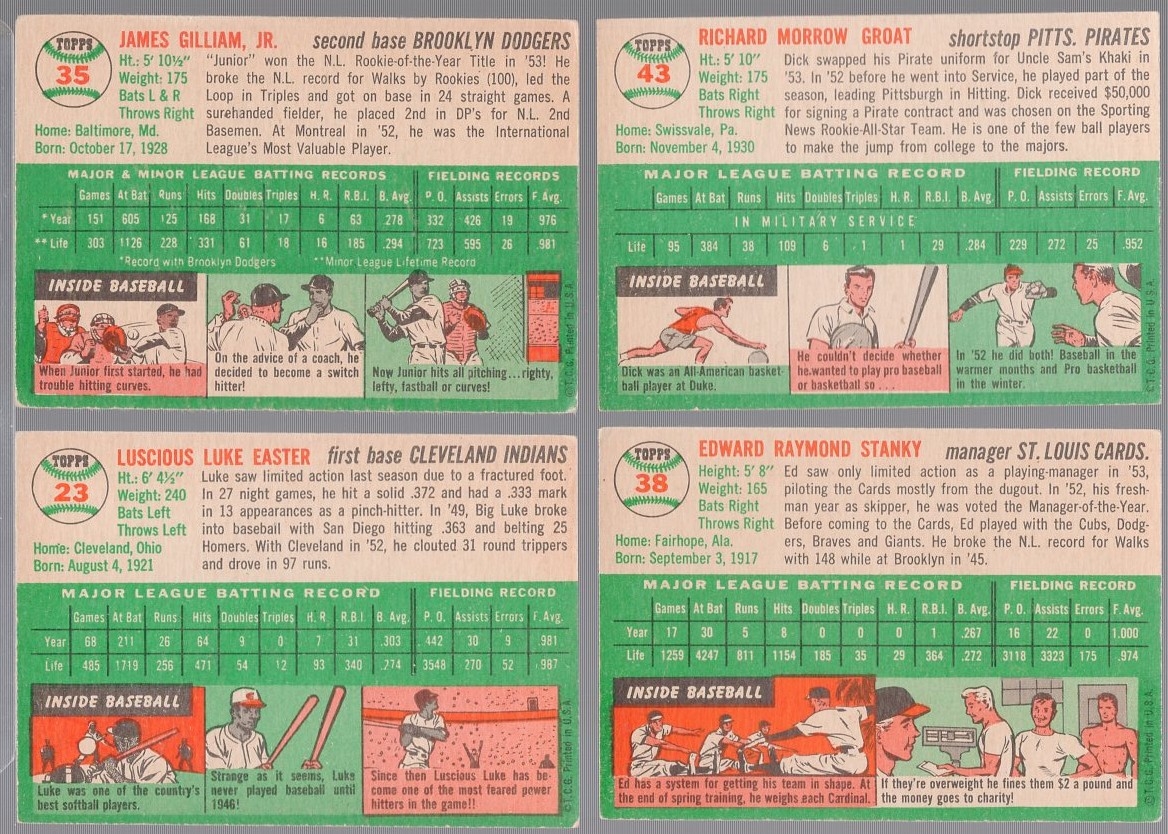 TOPPS
35
JAMES GILLIAM, JR. second base BROOKLYN DODGERS
Ht.: 5' 10½"
Weight: 175
Bats L & R
Throws Right
Home: Baltimore, Md.
Born: October 17, 1928
"Junior" won the N.L. Rookie-of-the-Year Title in '53! He
broke the N.L. record for Walks by Rookies (100), led the
Loop in Triples and got on base in 24 straight games. A
surehanded fielder, he placed 2nd in DP's for N.L. 2nd
Basemen. At Montreal in '52, he was the International
League's Most Valuable Player.
MAJOR & MINOR LEAGUE BATTING RECORDS FIELDING RECORDS
Games At Bat Runs Hits Doubles Triples H. R. R.B.I. B. Avg. P. O. Assists Errors F. Avg.
*Year 151 605 125 168 31 17 6 63 .278 332 426 19 976
**Life 303 1126 228 331 61 18 16 185 .294 723 595 26 .981
*Record with Brooklyn Dodgers **Minor League Lifetime Record
INSIDE BASEBALL
When Junior first started, he had
trouble hitting curves.
On the advice of a coach, he
decided to become a switch
hitter!
Now Junior hits all pitching...righty,
lefty, fastball or curves!
©T.C.G. Printed in U.S.A.
TOPPS
43
RICHARD MORROW GROAT shortstop PITTS. PIRATES
Ht.: 5' 10"
Weight: 175
Bats Right
Throws Right
Home: Swissvale, Pa.
Born: November 4, 1930
Dick swapped his Pirate uniform for Uncle Sam's Khaki in
'53. In '52 before he went into Service, he played part of the
season, leading Pittsburgh in Hitting. Dick received $50,000
for signing a Pirate contract and was chosen on the Sporting
News Rookie-All-Star Team. He is one of the few ball players
to make the jump from college to the majors.
MAJOR LEAGUE BATTING RECORD FIELDING RECORD
Games At Bat Runs Hits Doubles Triples H. R. R.B.I. B. Avg. P. O. Assists Errors F. Avg.
IN MILITARY SERVICE
Life 95 384 38 109 6 1 1 29 .284 229 272 25 .952
INSIDE BASEBALL
Dick was an All-American basket-
ball player at Duke.
He couldn't decide whether
he wanted to play pro baseball
or basketball so . . .
In '52 he did both! Baseball in the
warmer months and Pro basketball
in the winter.
©T.C.G. Printed in U.S.A.
TOPPS
23
LUSCIOUS LUKE EASTER first base CLEVELAND INDIANS
Ht.: 6' 4½"
Weight: 240
Bats Left
Throws Left
Home: Cleveland, Ohio
Born: August 4, 1921
Luke saw limited action last season due to a fractured foot.
In 27 night games, he hit a solid .372 and had a .333 mark
in 13 appearances as a pinch-hitter. In '49, Big Luke broke
into baseball with San Diego hitting .363 and belting 25
Homers. With Cleveland in '52, he clouted 31 round trippers
and drove in 97 runs.
MAJOR LEAGUE BATTING RECORD FIELDING RECORD
Games At Bat Runs Hits Doubles Triples H. R R.B.I. B. Avg. P. O. Assists Errors F. Avg.
Year 68 211 26 64 9 0 7 31 .303 442 30 9 .981
Life 485 1719 256 471 54 12 93 340 .274 3548 270 52 .987
INSIDE BASEBALL
Luke was one of the country's
best softball players.
Strange as it seems, Luke
never played baseball until
1946!
Since then Luscious Luke has be-
come one of the most feared power
hitters in the game!!
©T.C.G. Printed in U.S.A.
TOPPS
38
EDWARD RAYMOND STANKY manager ST. LOUIS CARDS.
Height: 5' 8"
Weight: 165
Bats Right
Throws Right
Home: Fairhope, Ala.
Born: September 3, 1917
Ed saw only limited action as a playing-manager in '53,
piloting the Cards mostly from the dugout. In '52, his fresh-
man year as skipper, he was voted the Manager-of-the-Year.
Before coming to the Cards, Ed played with the Cubs, Dodg-
ers, Braves and Giants. He broke the N.L. record for Walks
with 148 while at Brooklyn in '45.
MAJOR LEAGUE BATTING RECORD FIELDING RECORD
Games At Bat Runs Hits Doubles Triples H. R. R.B.I. B. Avg. P. O. Assists Errors F. Avg.
Year 17 30 5 8 0 0 0 1 .267 16 22 0 1.000
Life 1259 4247 811 1154 185 35 29 364 .272 3118 3323 175 .974
INSIDE BASEBALL
Ed has a system for getting his team in shape. At
the end of spring training, he weighs each Cardinal.
If they're overweight he fines them $2 a pound and
the money goes to charity!
©T.C.G. Printed in U.S.A.